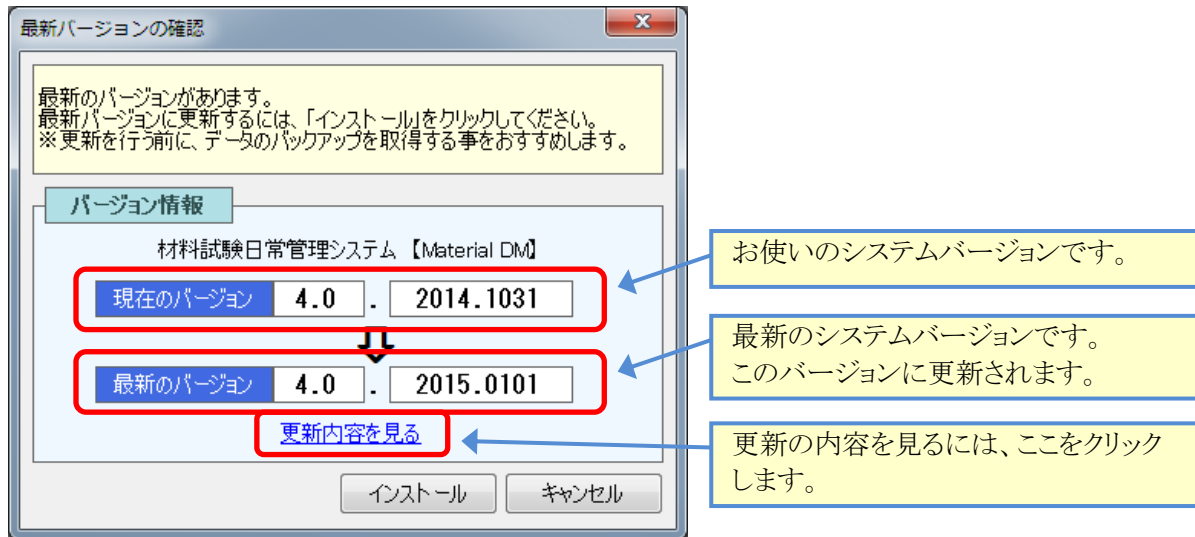 最新バージョンの確認
最新のバージョンがあります。
最新バージョンに更新するには、「インストール」をクリックしてください。
※更新を行う前に、データのバックアップを取得する事をおすすめします。
バージョン情報
材料試験日常管理システム 【Material DM】
お使いのシステムバージョンです。
現在のバージョン 4.0 . 2014.1031
最新のシステムバージョンです。
このバージョンに更新されます。
最新のバージョン 4.0 . 2015.0101
更新内容を見る
更新の内容を見るには、ここをクリック
します。
インストール キャンセル